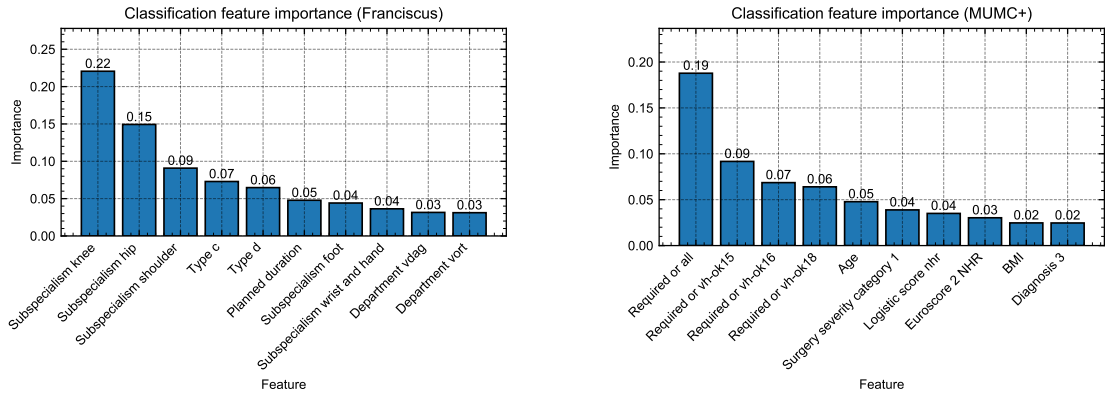 Classification feature importance (Franciscus)
Importance
0.25
0.20
0.15
0.10
0.05
0.00
0.22
0.15
0.09
0.07
0.06
0.05
0.04
0.04
0.03
0.03
Subspecialism knee
Subspecialism hip
Subspecialism shoulder
Type c
Type d
Planned duration
Subspecialism foot
Subspecialism wrist and hand
Department vdag
Department vort
Feature
Classification feature importance (MUMC+)
Importance
0.20
0.15
0.10
0.05
0.00
0.19
0.09
0.07
0.06
0.05
0.04
0.04
0.03
0.02
0.02
Required or all
Required or vh-ok15
Required or vh-ok16
Required or vh-ok18
Age
Surgery severity category 1
Logistic score nhr
Euroscore 2 NHR
BMI
Diagnosis 3
Feature